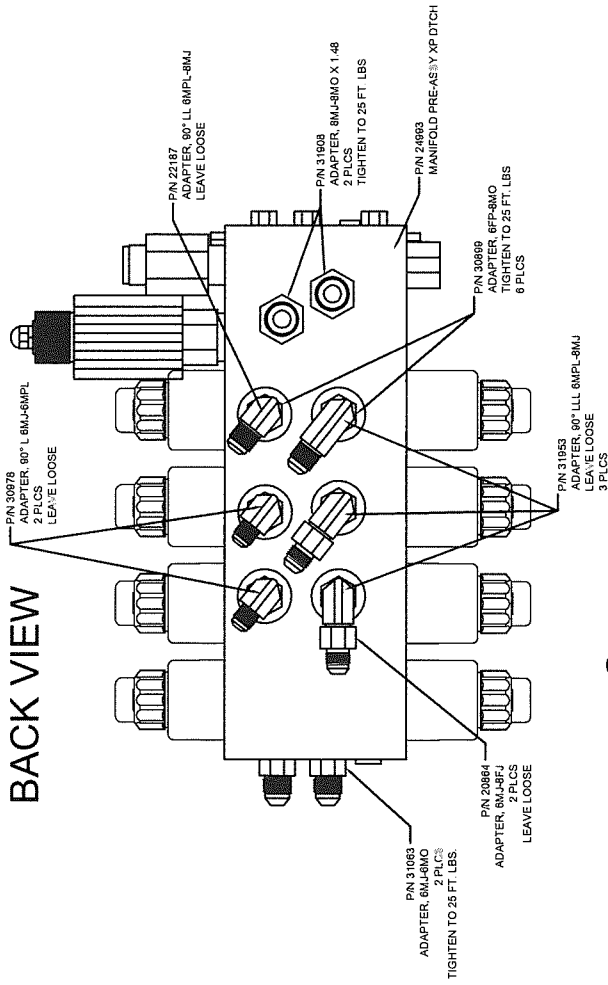 BACK VIEW
P/N 30978
ADAPTER, 90° L 6MJ-6MPL
2 PLCS
LEAVE LOOSE
P/N 22187
ADAPTER, 90° LL 6MPL-8MJ
LEAVE LOOSE
P/N 31908
ADAPTER, 8MJ-8MO X 1.48
2 PLCS
TIGHTEN TO 25 FT. LBS
P/N 24993
MANIFOLD PRE-ASSY XP DTCH
P/N 30899
ADAPTER, 6FP-8MO
TIGHTEN TO 25 FT. LBS
6 PLCS
P/N 31953
ADAPTER, 90° LLL 6MPL-8MJ
LEAVE LOOSE
3 PLCS
P/N 20864
ADAPTER, 6MJ-8FJ
2 PLCS
LEAVE LOOSE
P/N 31063
ADAPTER, 6MJ-6MO
2 PLCS
TIGHTEN TO 25 FT. LBS.